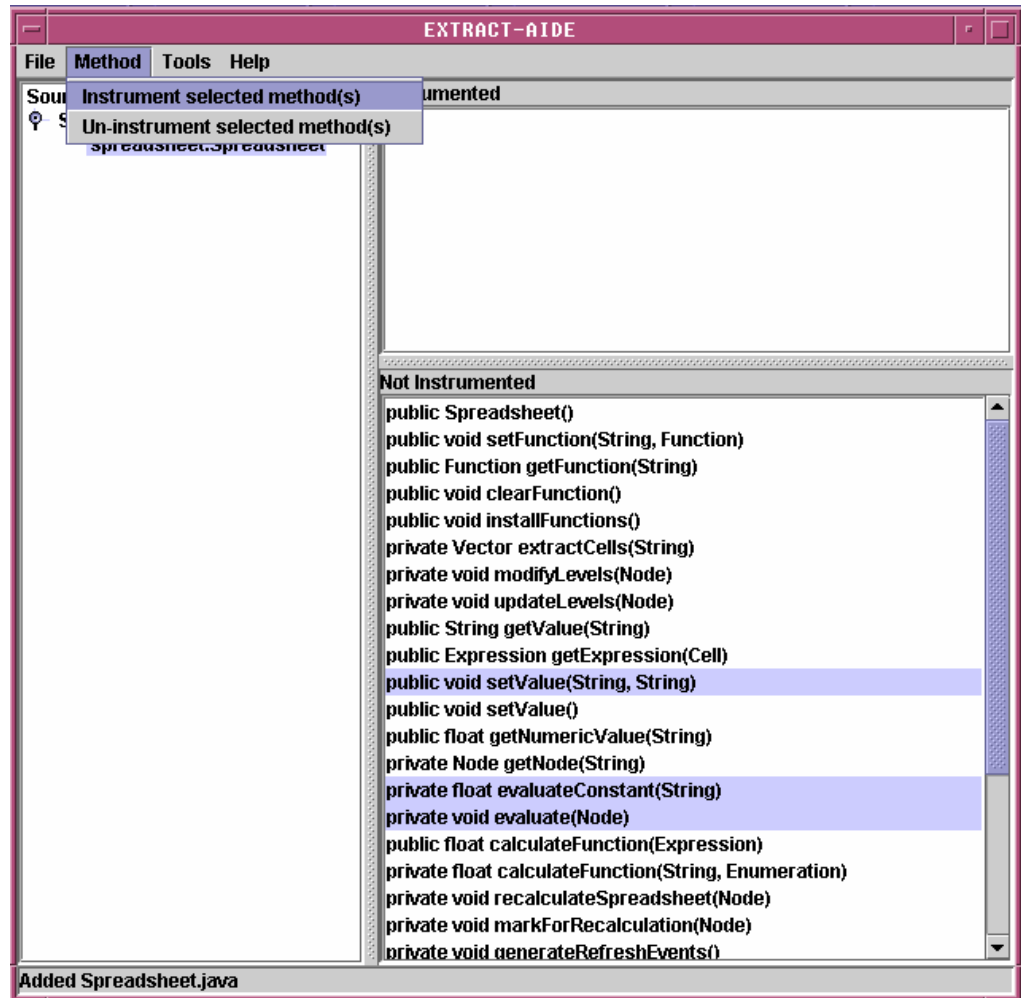 EXTRACT-AIDE
File Method Tools Help
Instrument selected method(s)
Un-instrument selected method(s)
spreadsheet.Spreadsheet
Not Instrumented
public Spreadsheet()
public void setFunction(String, Function)
public Function getFunction(String)
public void clearFunction()
public void installFunctions()
private Vector extractCells(String)
private void modifyLevels(Node)
private void updateLevels(Node)
public String getValue(String)
public Expression getExpression(Cell)
public void setValue(String, String)
public void setValue()
public float getNumericValue(String)
private Node getNode(String)
private float evaluateConstant(String)
private void evaluate(Node)
public float calculateFunction(Expression)
private float calculateFunction(String, Enumeration)
private void recalculateSpreadsheet(Node)
private void markForRecalculation(Node)
private void generateRefreshEvents()
Added Spreadsheet.java